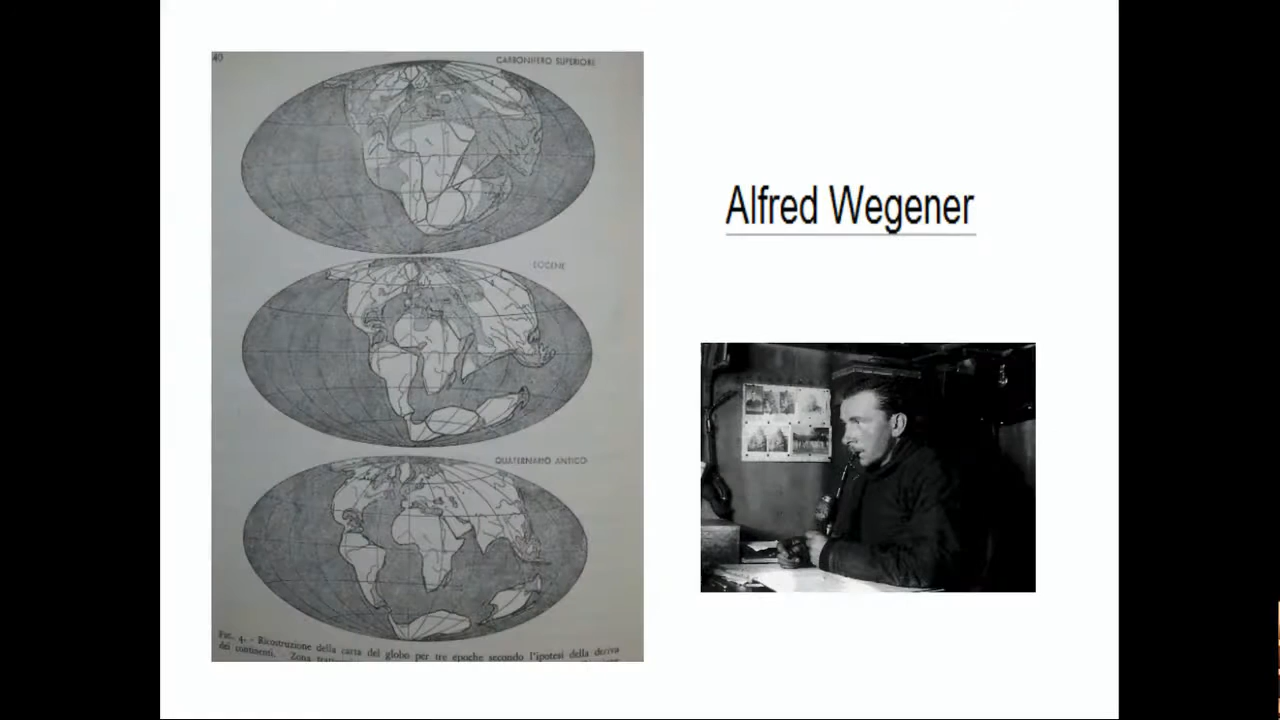 40
CARBONIFERO SUPERIORE
EOCENE
QUATERNARIO ANTICO
Fig. 4. - Ricostruzione della carta del globo per tre epoche secondo l'ipotesi della deriva
dei continenti. - Zona
Alfred Wegener